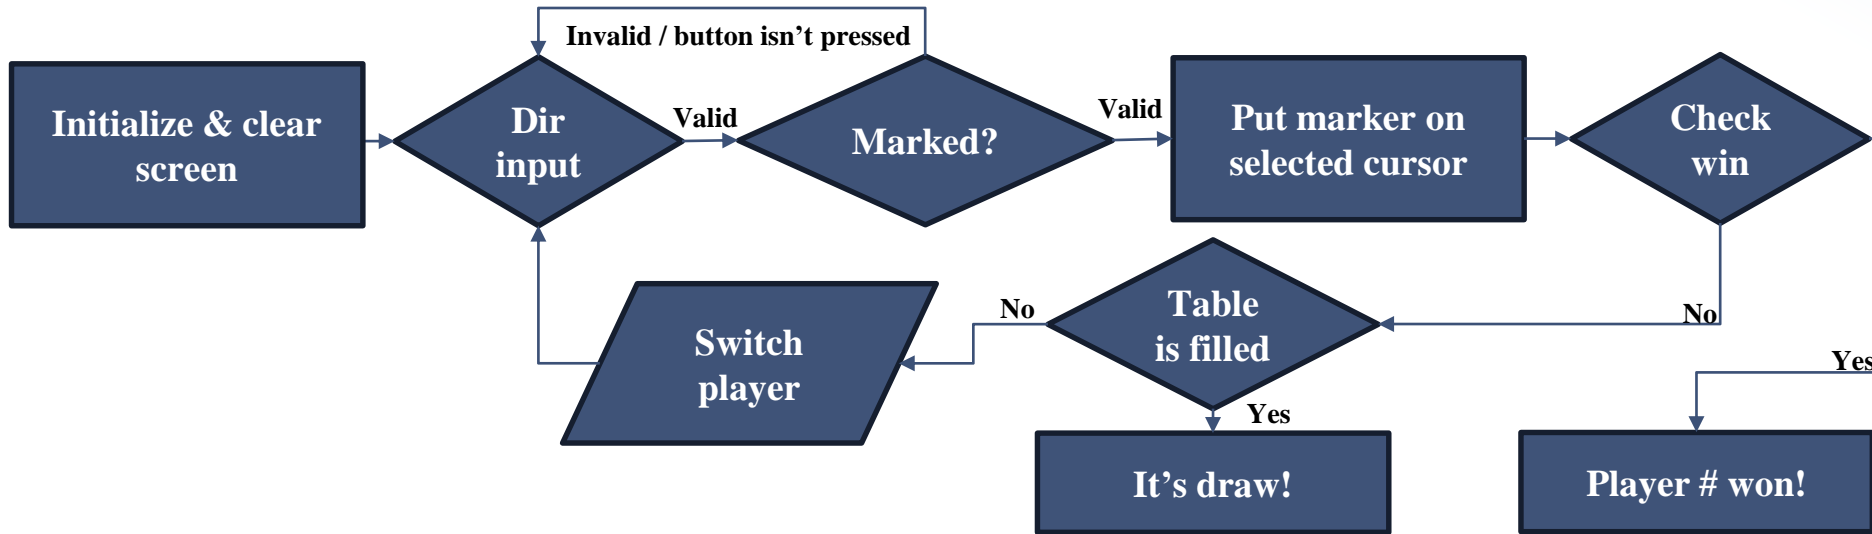 Invalid / button isn’t pressed
Initialize & clear
screen
Dir
input
Valid
Marked?
Valid
Put marker on
selected cursor
Check
win
No
Table
is filled
No
Switch
player
Yes
Yes
It’s draw!
Player # won!